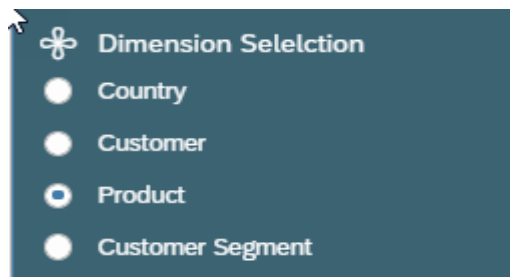 Dimension Selelction
Country
Customer
Product
Customer Segment